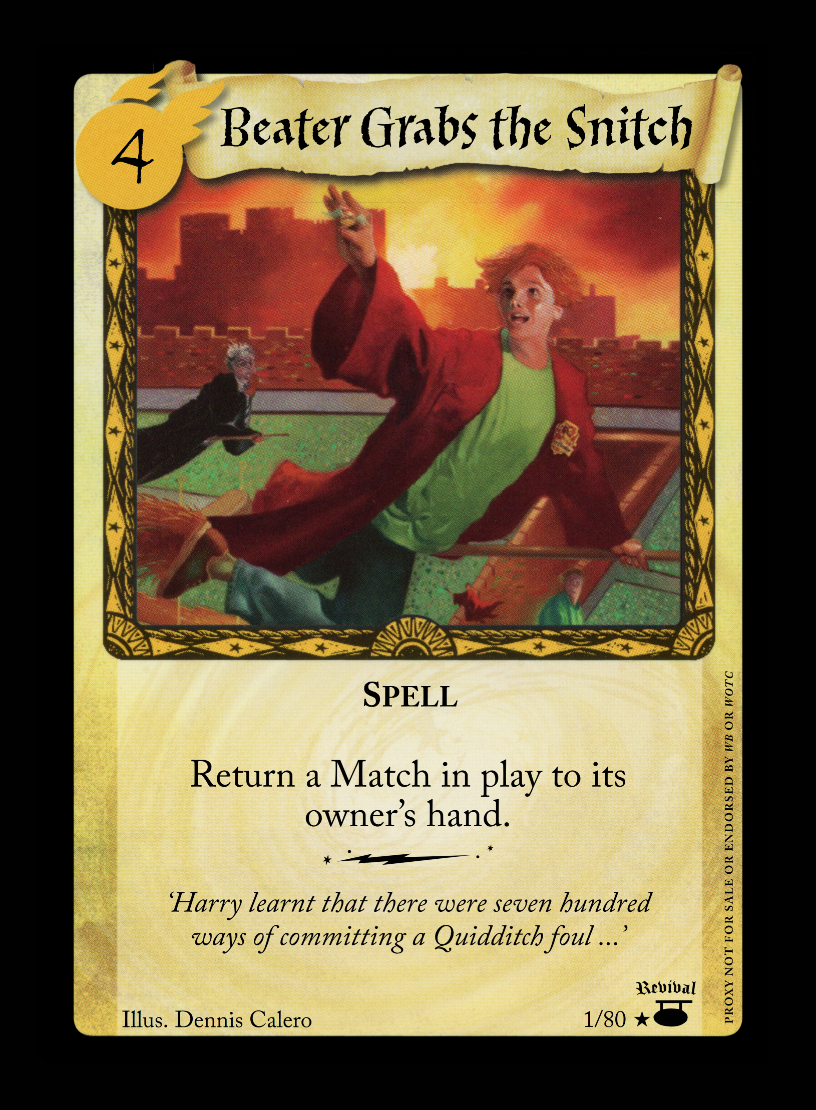 4
Beater Grabs the Snitch
SPELL
Return a Match in play to its
owner's hand.
‘Harry learnt that there were seven hundred
ways of committing a Quidditch foul ...’
Revival
Illus. Dennis Calero
1/80 ★
PROXY NOT FOR SALE OR ENDORSED BY WB OR WOTC